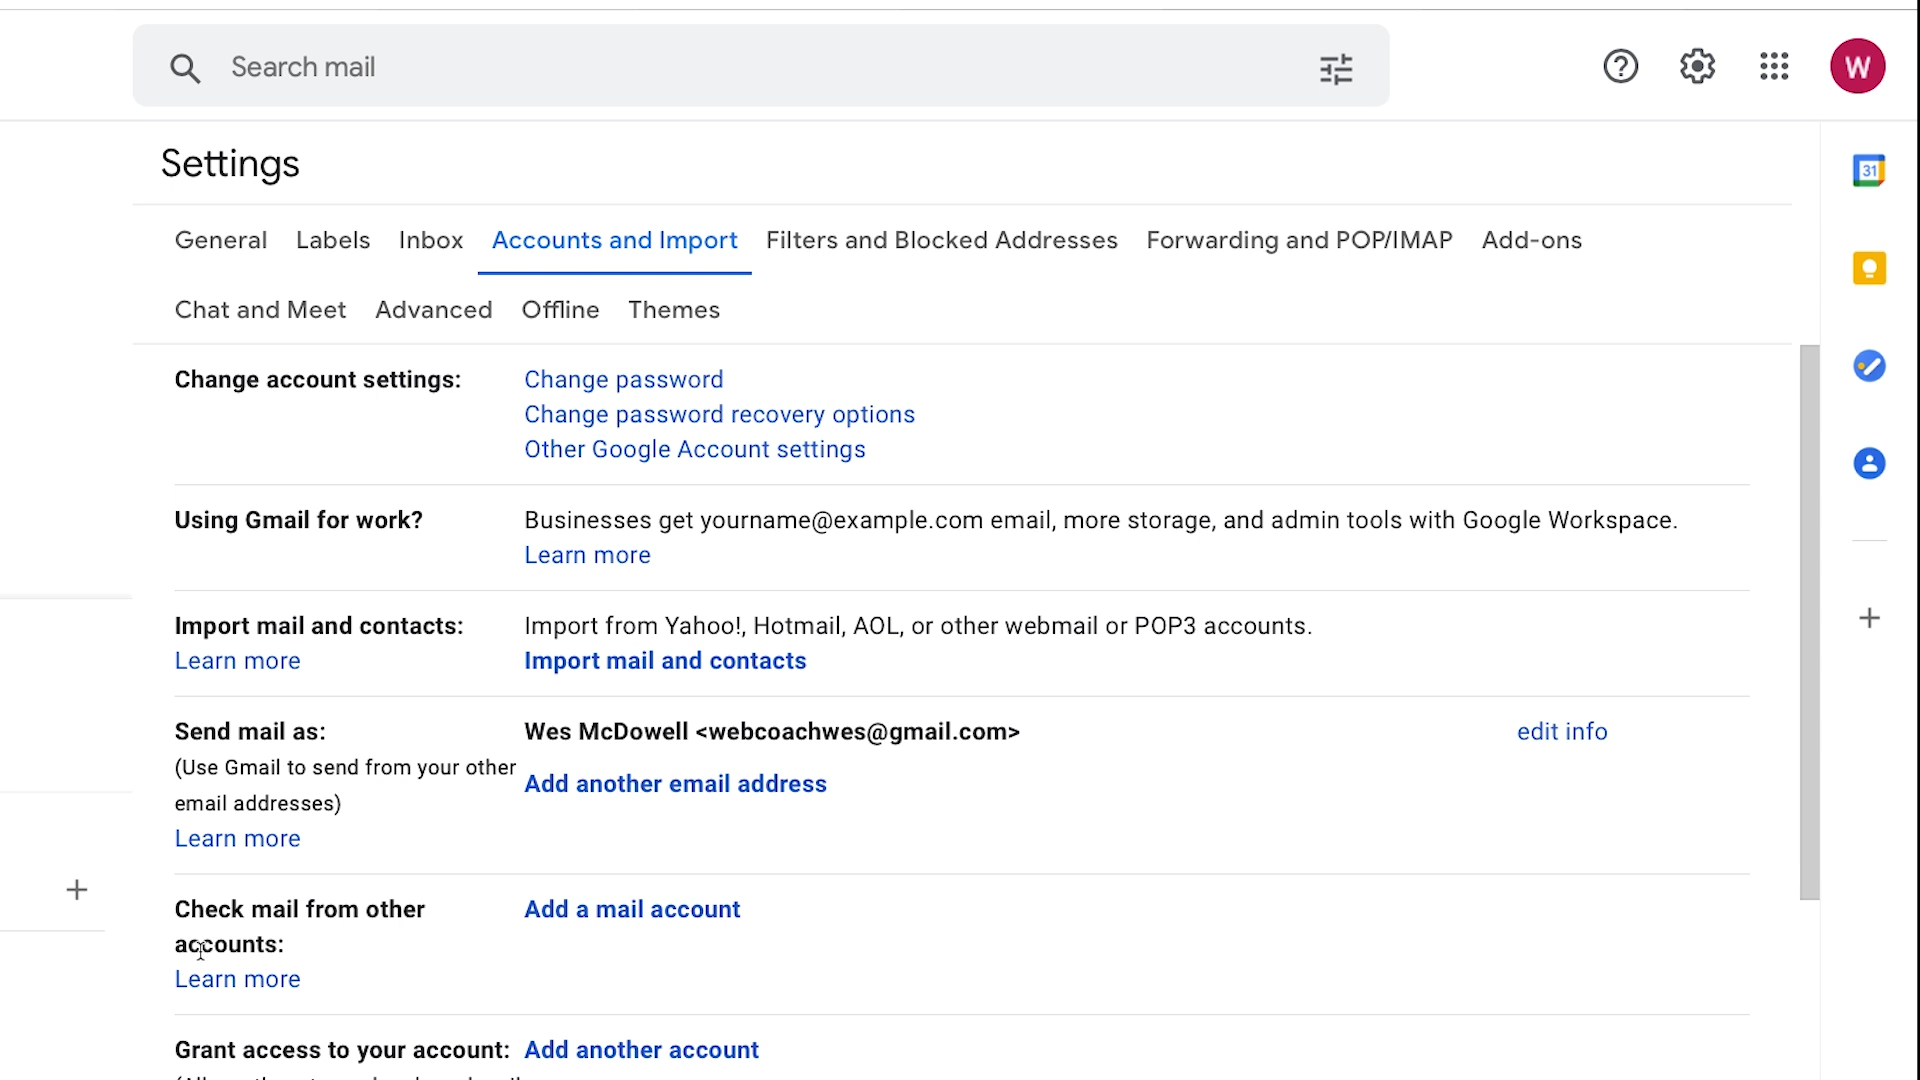 Search mail
W
Settings
31
General Labels Inbox Accounts and Import Filters and Blocked Addresses Forwarding and POP/IMAP Add-ons
Chat and Meet Advanced Offline Themes
Change account settings: Change password
Change password recovery options
Other Google Account settings
Using Gmail for work? Businesses get yourname@example.com email, more storage, and admin tools with Google Workspace.
Learn more
Import mail and contacts: Import from Yahoo!, Hotmail, AOL, or other webmail or POP3 accounts.
Learn more Import mail and contacts
Send mail as: Wes McDowell <webcoachwes@gmail.com> edit info
(Use Gmail to send from your other
Add another email address
email addresses)
Learn more
Check mail from other Add a mail account
accounts:
Learn more
Grant access to your account: Add another account